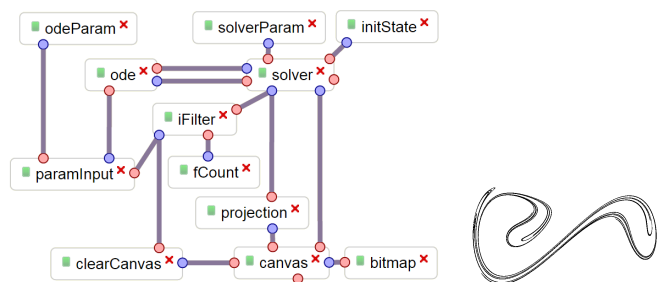 odeParam
solverParam
initState
ode
solver
iFilter
paramInput
fCount
projection
clearCanvas
canvas
bitmap